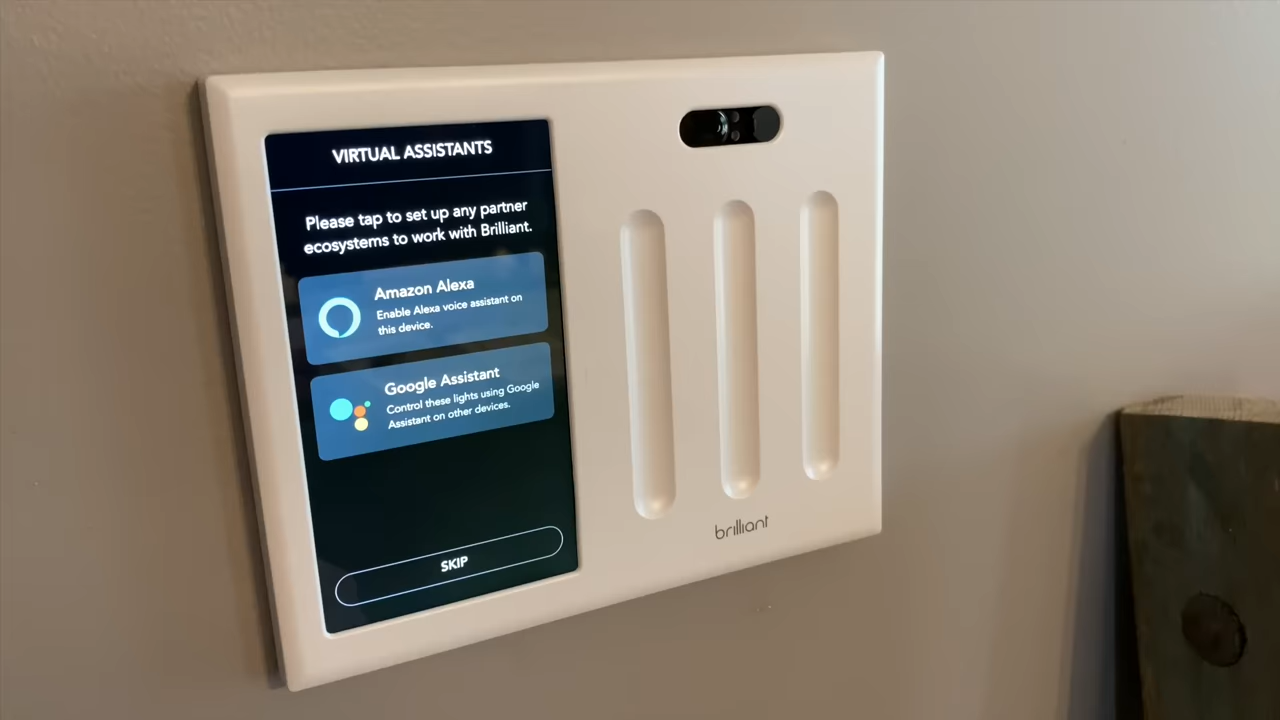 VIRTUAL ASSISTANTS
Please tap to set up any partner
ecosystems to work with Brilliant.
Amazon Alexa
Enable Alexa voice assistant on
this device.
Google Assistant
Control these lights using Google
Assistant on other devices.
SKIP
brilliant